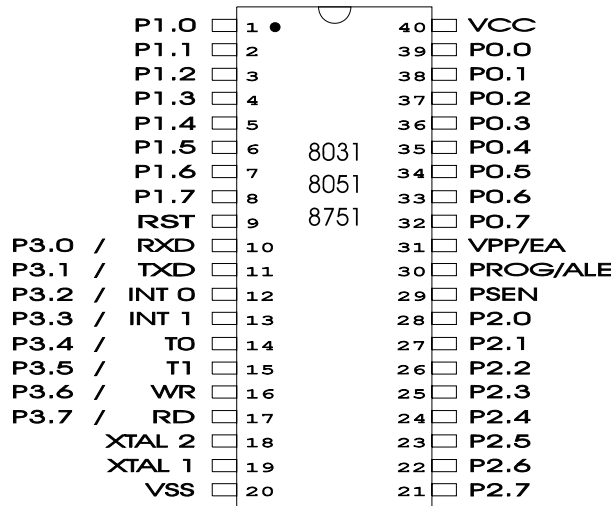 P1.0 1 40 VCC
P1.1 2 39 P0.0
P1.2 3 38 P0.1
P1.3 4 37 P0.2
P1.4 5 36 P0.3
P1.5 6 8031 35 P0.4
P1.6 7 8051 34 P0.5
P1.7 8 8751 33 P0.6
RST 9 32 P0.7
P3.0 / RXD 10 31 VPP/EA
P3.1 / TXD 11 30 PROG/ALE
P3.2 / INT 0 12 29 PSEN
P3.3 / INT 1 13 28 P2.0
P3.4 / T0 14 27 P2.1
P3.5 / T1 15 26 P2.2
P3.6 / WR 16 25 P2.3
P3.7 / RD 17 24 P2.4
XTAL 2 18 23 P2.5
XTAL 1 19 22 P2.6
VSS 20 21 P2.7